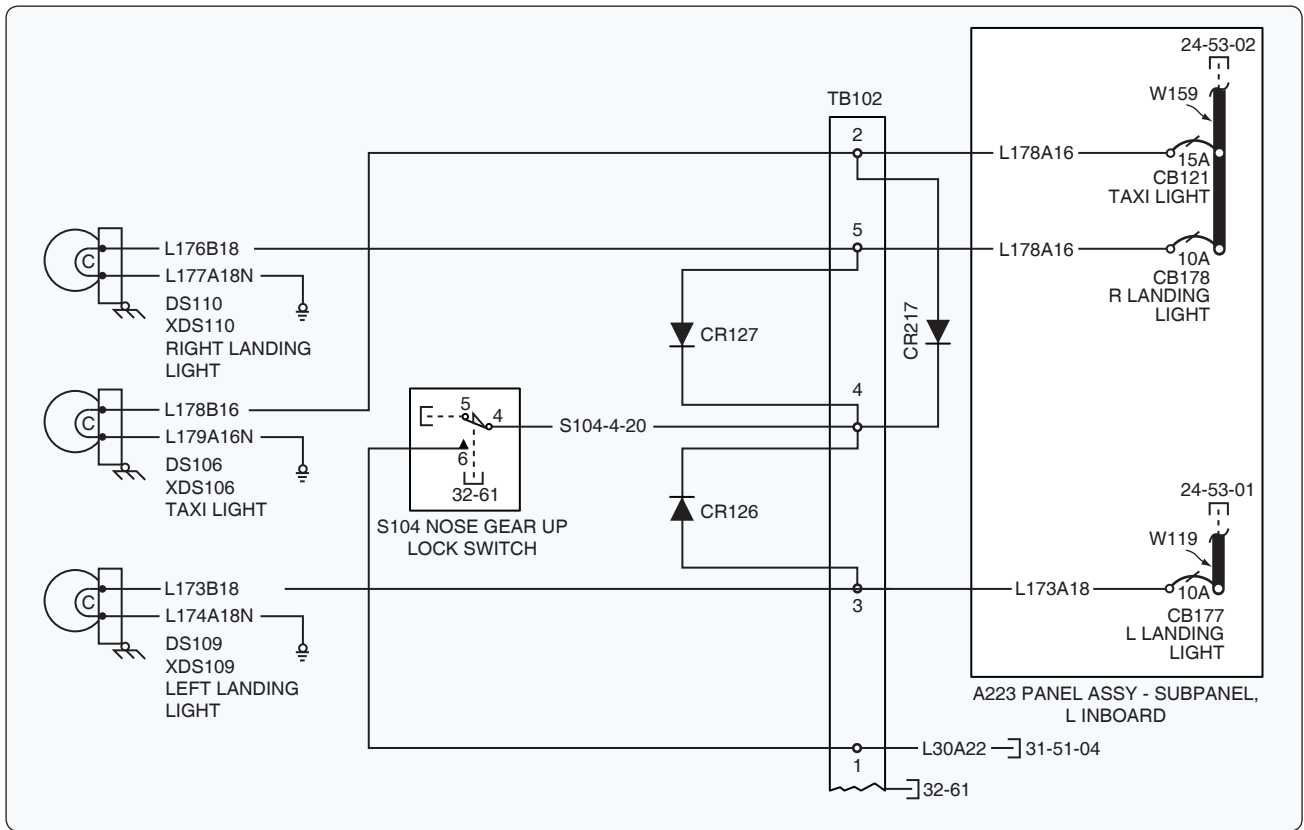 24-53-02
TB102
W159
2
L178A16
15A
CB121
TAXI LIGHT
L176B18
5
L178A16
C
L177A18N
10A
CB178
R LANDING
LIGHT
DS110
XDS110
RIGHT LANDING
LIGHT
CR127
CR217
L178B16
5
4
S104-4-20
4
C
L179A16N
6
DS106
XDS106
TAXI LIGHT
32-61
S104 NOSE GEAR UP
LOCK SWITCH
CR126
24-53-01
W119
L173B18
3
L173A18
10A
C
L174A18N
CB177
L LANDING
LIGHT
DS109
XDS109
LEFT LANDING
LIGHT
A223 PANEL ASSY - SUBPANEL,
L INBOARD
1
L30A22
31-51-04
32-61